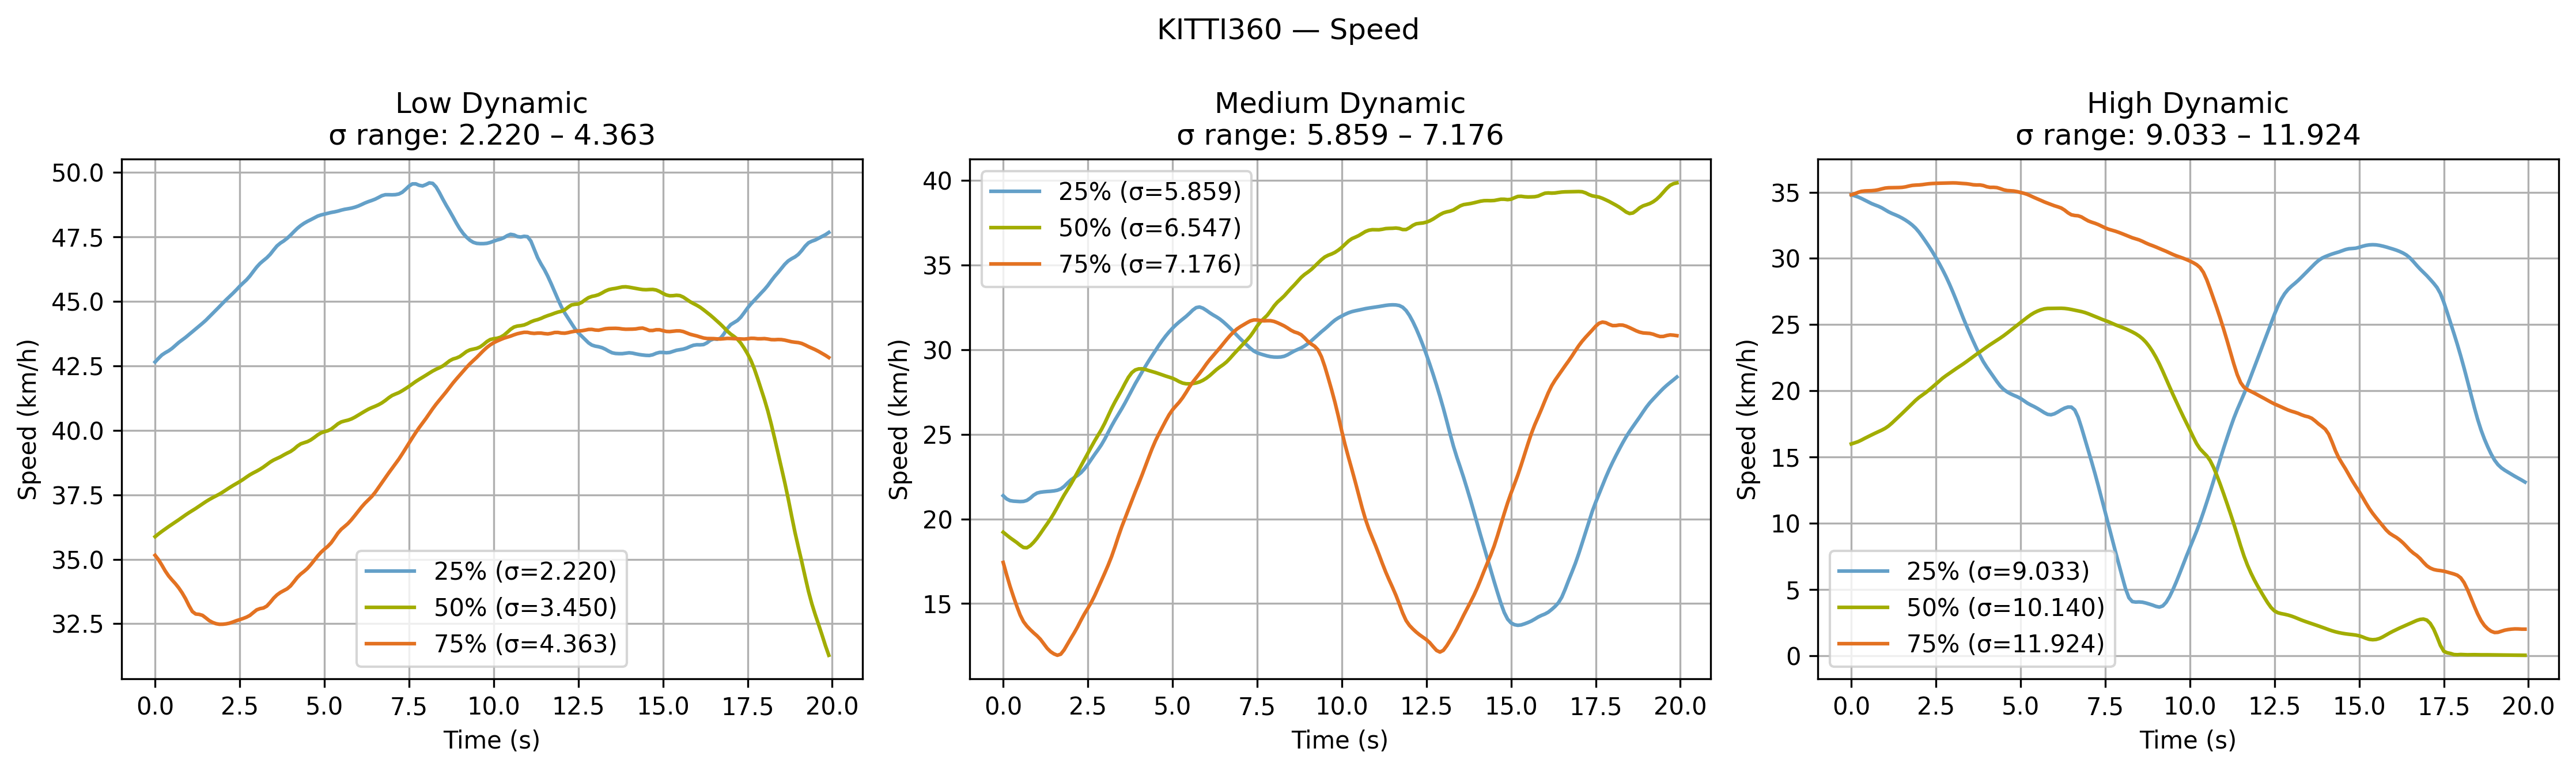 KITTI360 — Speed
Low Dynamic
σ range: 2.220 – 4.363
50.0
47.5
45.0
42.5
40.0
37.5
35.0
32.5
Speed (km/h)
25% (σ=2.220)
50% (σ=3.450)
75% (σ=4.363)
0.0 2.5 5.0 7.5 10.0 12.5 15.0 17.5 20.0
Time (s)
Medium Dynamic
σ range: 5.859 – 7.176
40
35
30
25
20
15
Speed (km/h)
25% (σ=5.859)
50% (σ=6.547)
75% (σ=7.176)
0.0 2.5 5.0 7.5 10.0 12.5 15.0 17.5 20.0
Time (s)
High Dynamic
σ range: 9.033 – 11.924
35
30
25
20
15
10
5
0
Speed (km/h)
25% (σ=9.033)
50% (σ=10.140)
75% (σ=11.924)
0.0 2.5 5.0 7.5 10.0 12.5 15.0 17.5 20.0
Time (s)